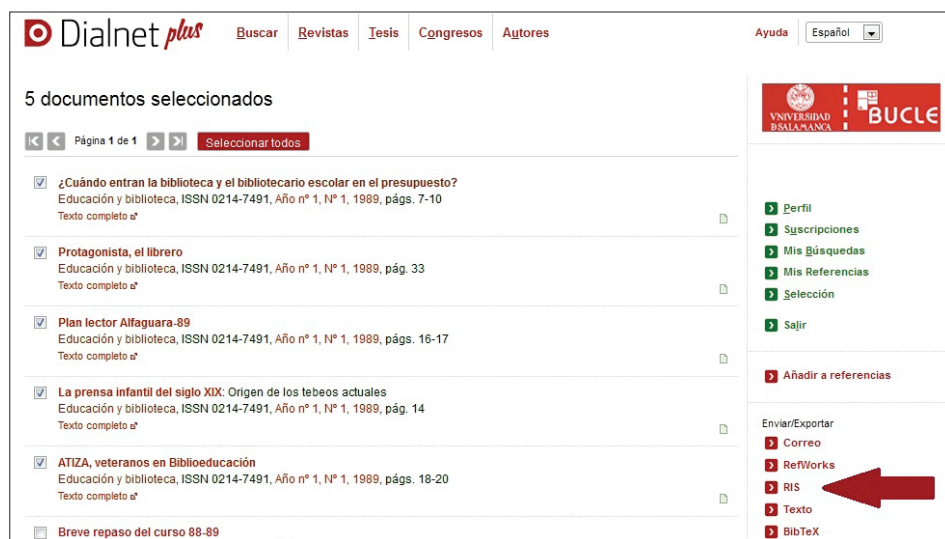 Dialnet plus
Buscar Revistas Tesis Congresos Autores
Ayuda Español
5 documentos seleccionados
Página 1 de 1 Seleccionar todos
¿Cuándo entran la biblioteca y el bibliotecario escolar en el presupuesto?
Educación y biblioteca, ISSN 0214-7491, Año nº 1, Nº 1, 1989, págs. 7-10
Texto completo
Protagonista, el librero
Educación y biblioteca, ISSN 0214-7491, Año nº 1, Nº 1, 1989, pág. 33
Texto completo
Plan lector Alfaguara-89
Educación y biblioteca, ISSN 0214-7491, Año nº 1, Nº 1, 1989, págs. 16-17
Texto completo
La prensa infantil del siglo XIX: Origen de los tebeos actuales
Educación y biblioteca, ISSN 0214-7491, Año nº 1, Nº 1, 1989, pág. 14
Texto completo
ATIZA, veteranos en Biblioeducación
Educación y biblioteca, ISSN 0214-7491, Año nº 1, Nº 1, 1989, págs. 18-20
Texto completo
Breve repaso del curso 88-89
VNIVERSIDAD
DSALAMANCA
BUCLE
Perfil
Suscripciones
Mis Búsquedas
Mis Referencias
Selección
Salir
Añadir a referencias
Enviar/Exportar
Correo
RefWorks
RIS
Texto
BibTeX